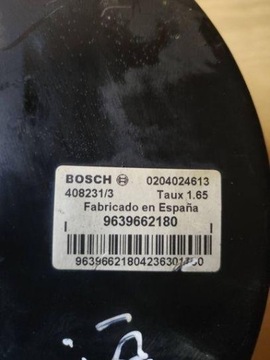 BOSCH 0204024613
408231/3 Taux 1.65
Fabricado en España
9639662180